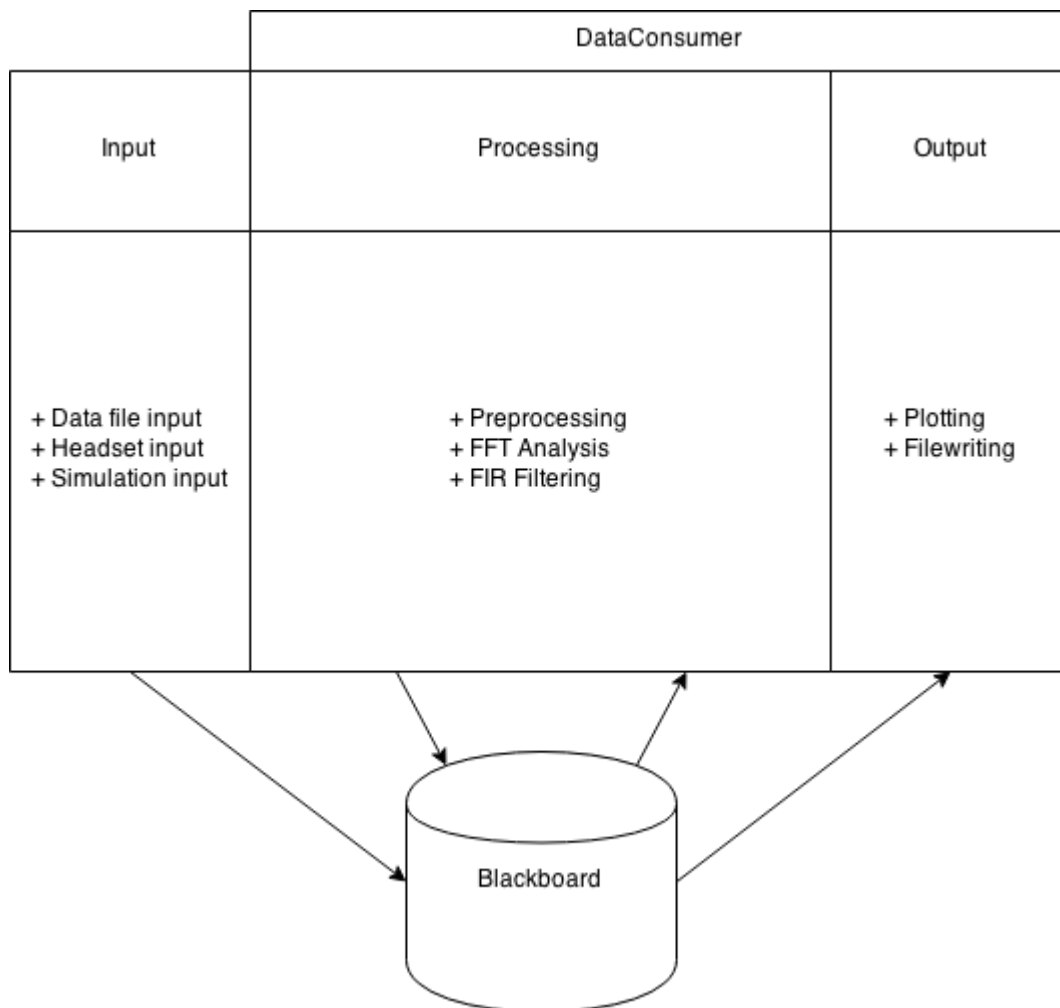 DataConsumer
Input
Processing
Output
+ Data file input
+ Headset input
+ Simulation input
+ Preprocessing
+ FFT Analysis
+ FIR Filtering
+ Plotting
+ Filewriting
Blackboard